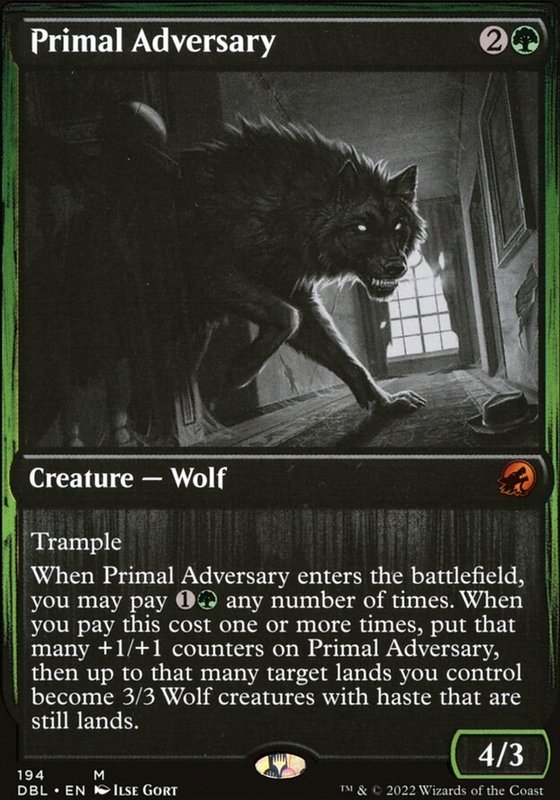 Primal Adversary 2
Creature — Wolf
Trample
When Primal Adversary enters the battlefield,
you may pay 1 any number of times. When
you pay this cost one or more times, put that
many +1/+1 counters on Primal Adversary,
then up to that many target lands you control
become 3/3 Wolf creatures with haste that are
still lands.
4/3
194 M
DBL • EN Ilse Gort
™ & © 2022 Wizards of the Coast